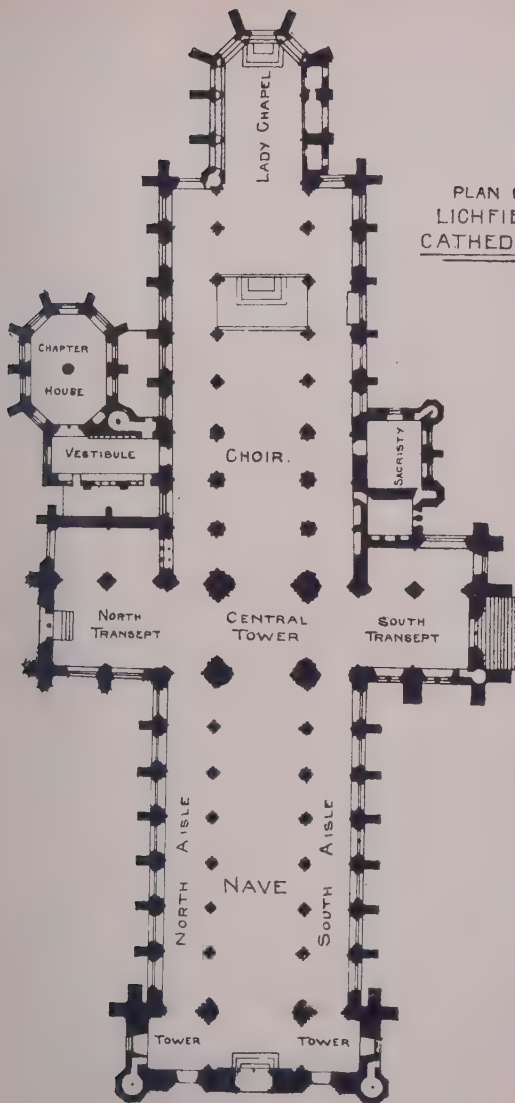 LADY CHAPEL
PLAN
LICHFIE
CATHED
CHAPTER
HOUSE
VESTIBULE
CHOIR.
SACRISTY
NORTH
TRANSEPT
CENTRAL
TOWER
SOUTH
TRANSEPT
NORTH AISLE
NAVE
SOUTH AISLE
TOWER
TOWER